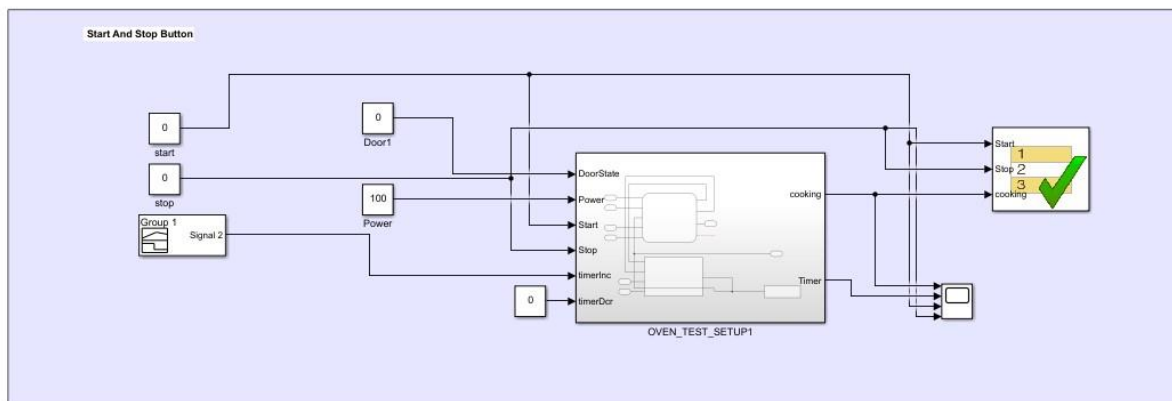 Start And Stop Button
0
start
0
stop
Group 1
Signal 2
0
Door1
100
Power
0
DoorState
Power
Start
Stop
timerInc
timerDcr
cooking
Timer
OVEN_TEST_SETUP1
Start
Stop
cooking
1
2
3